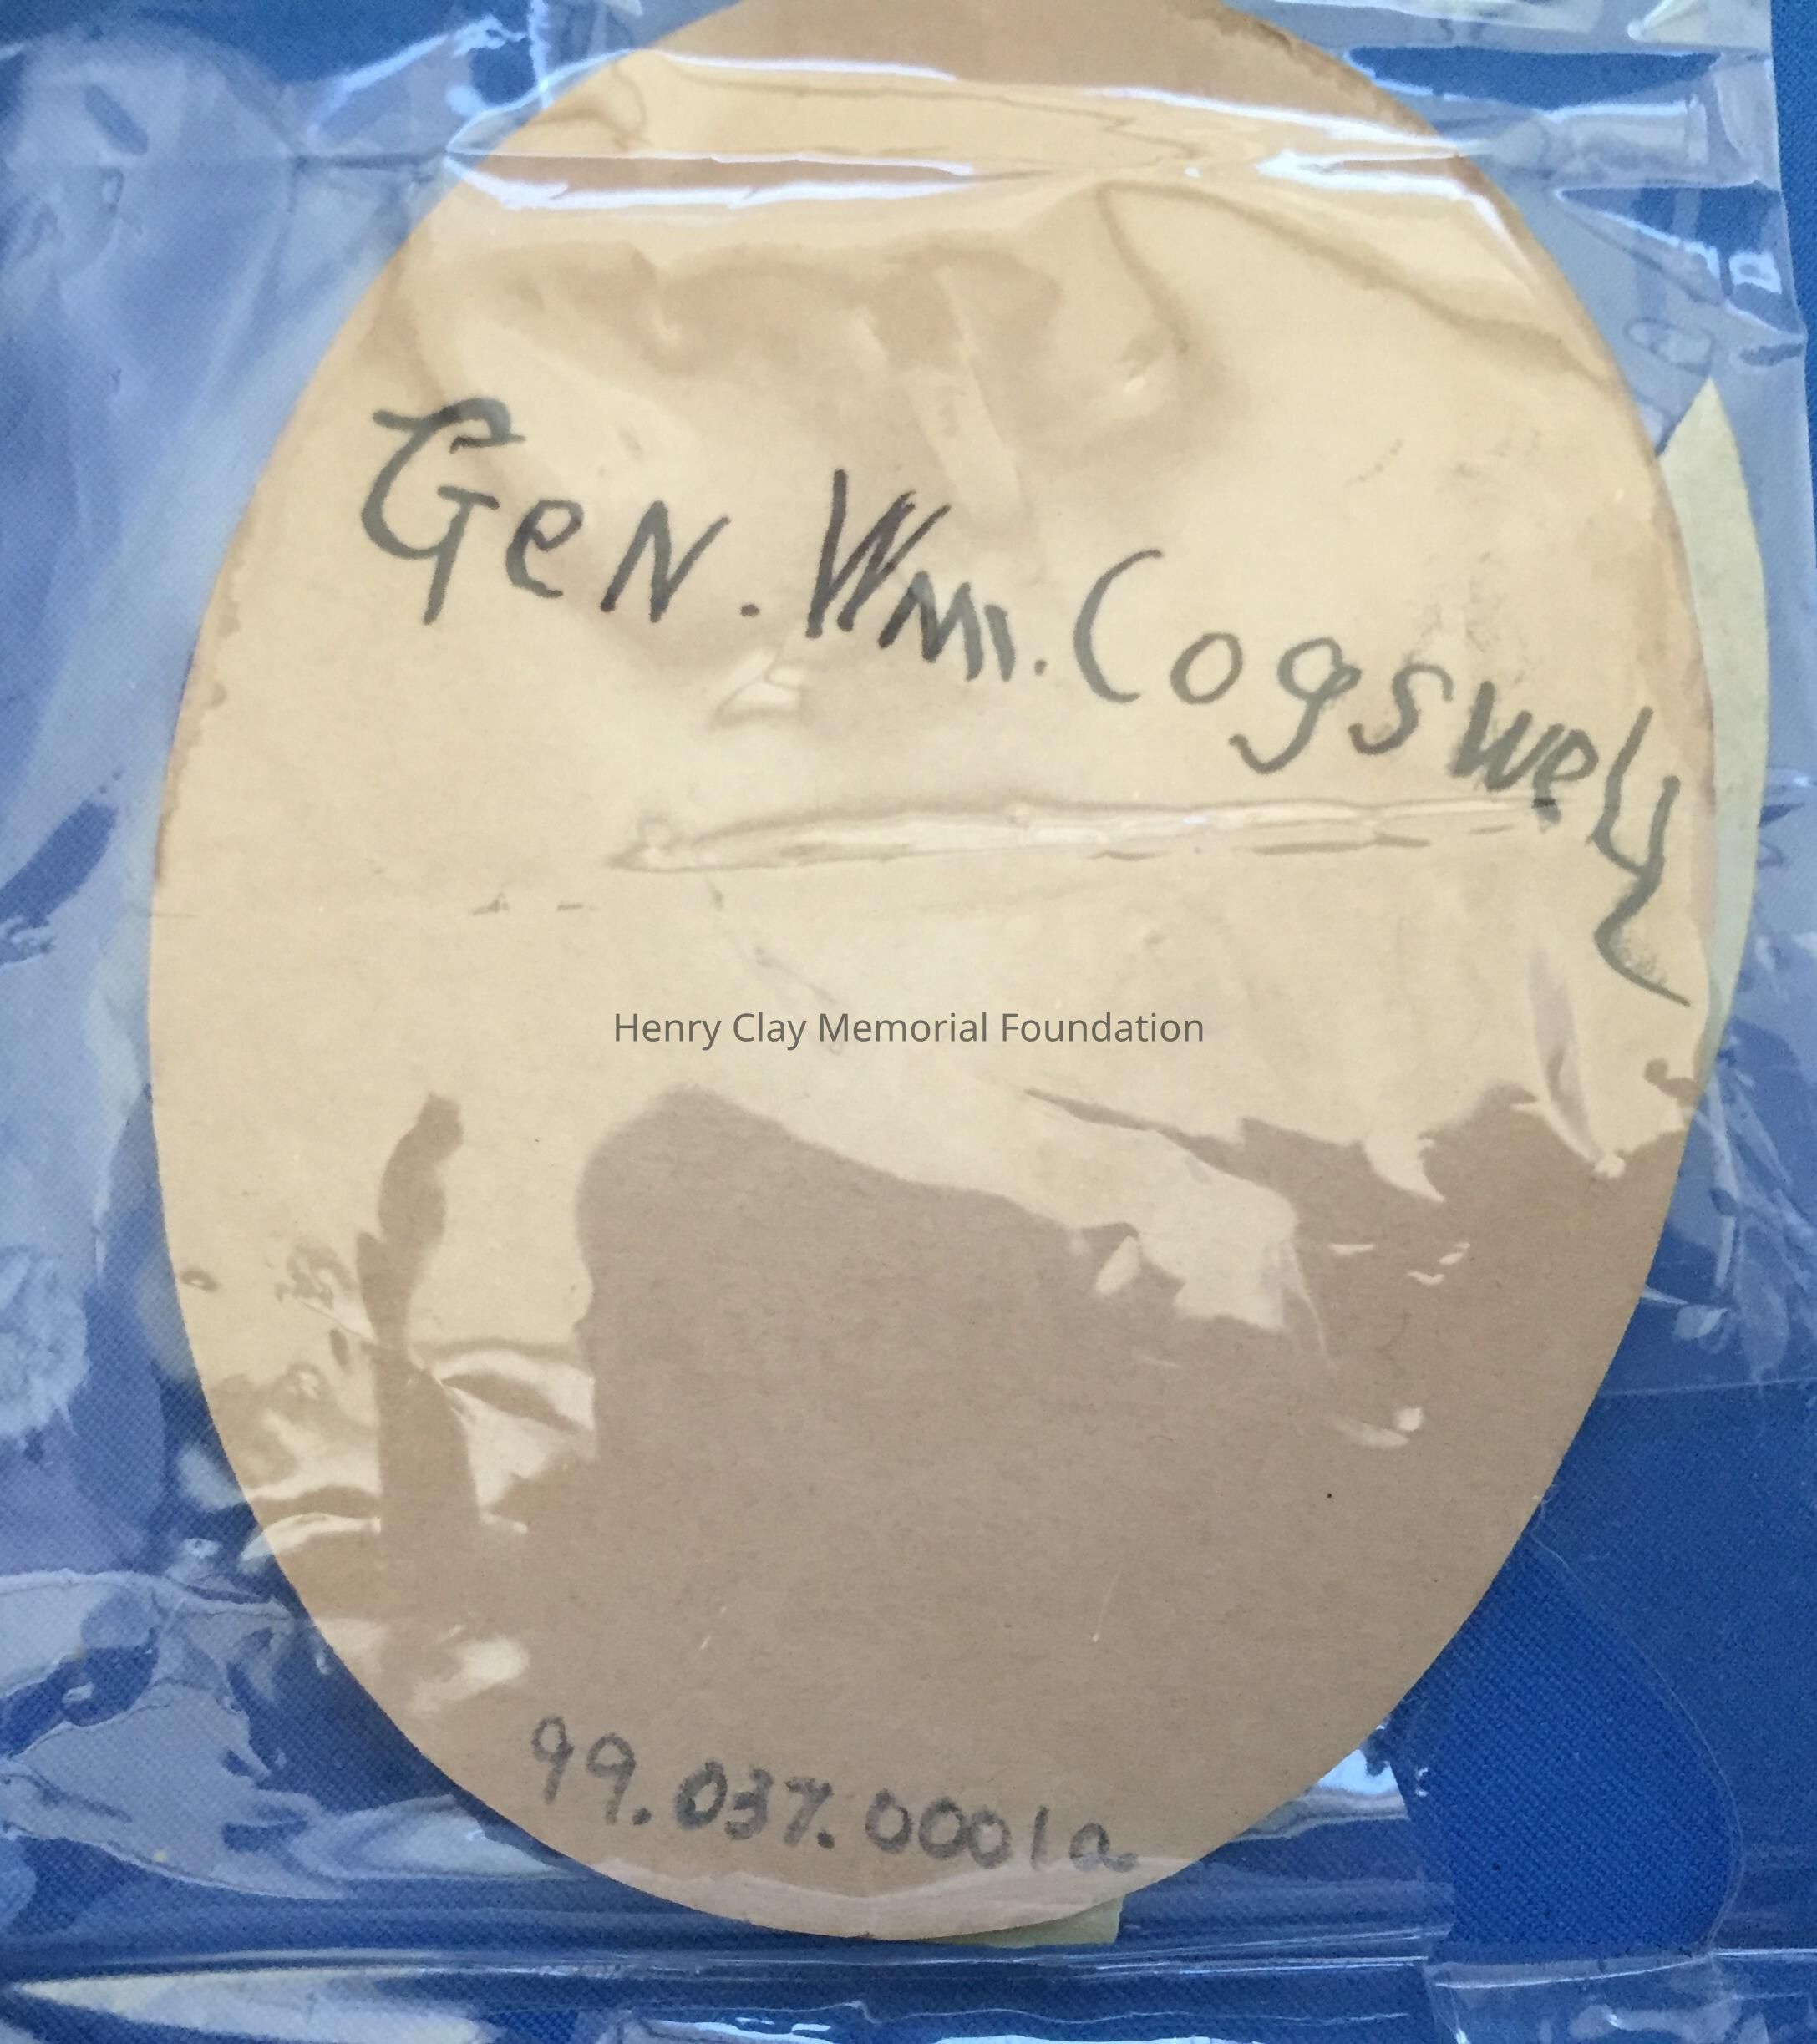 GeN. Wm. Cogswell
Henry Clay Memorial Foundation
99.037.0001a